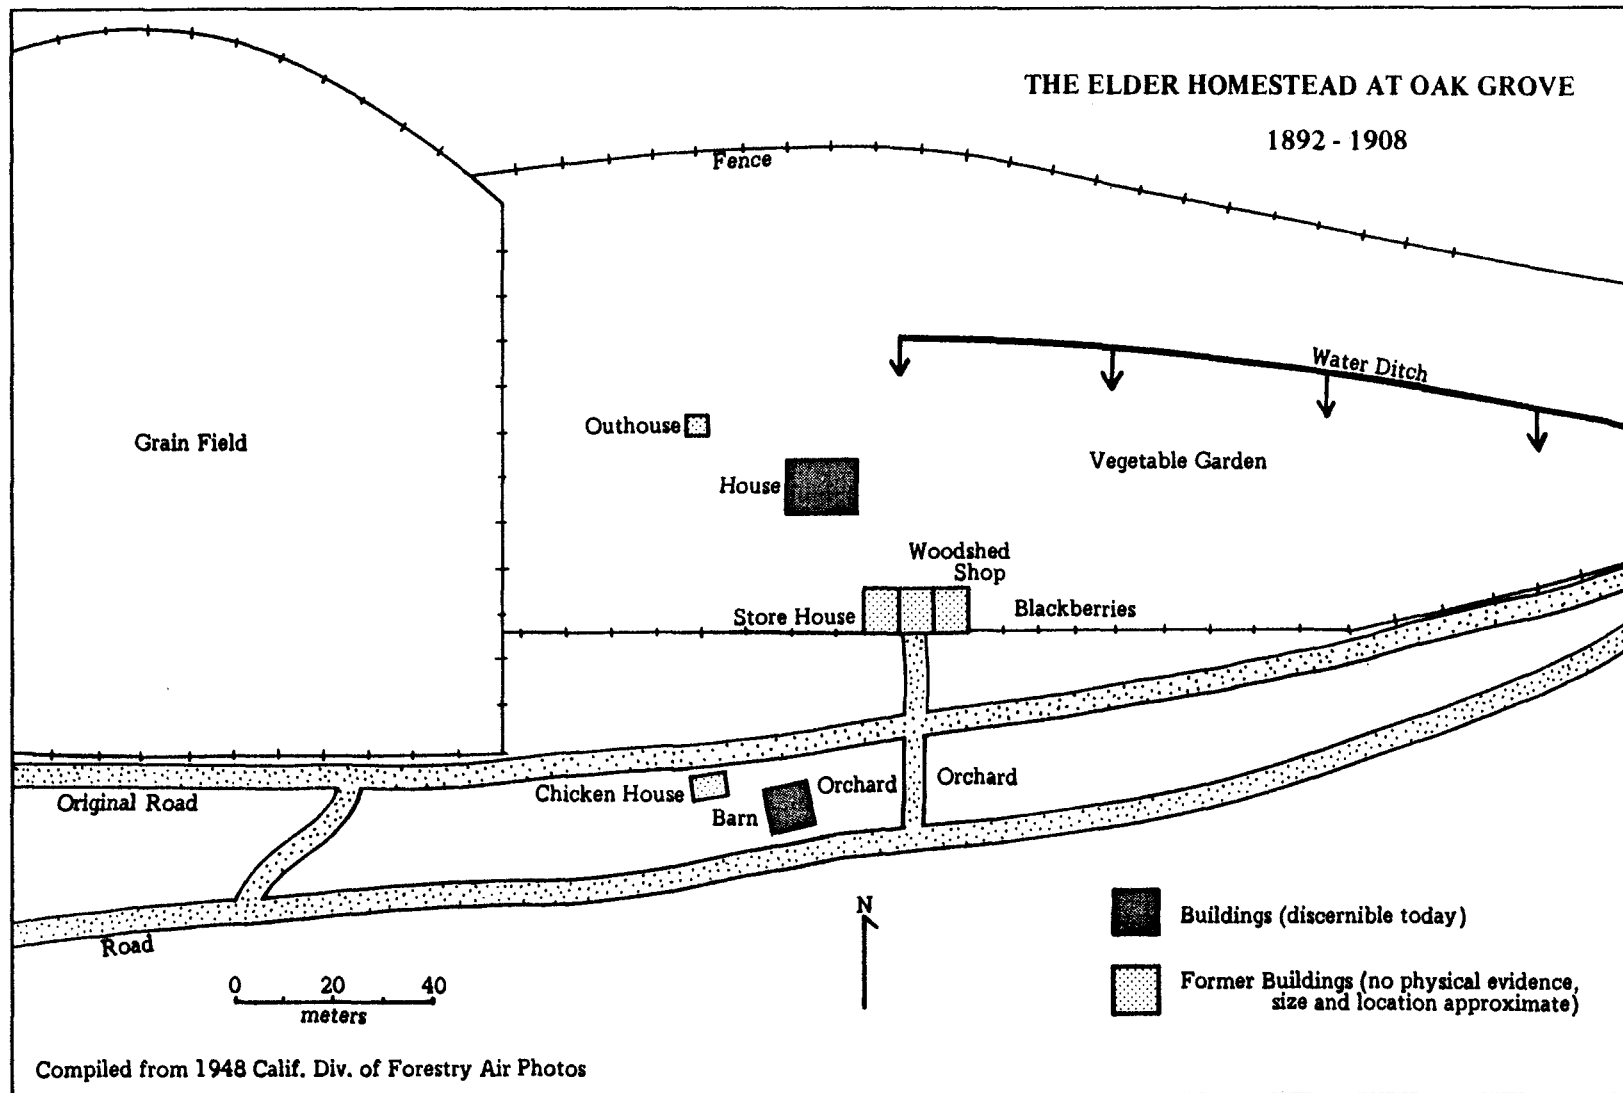 THE ELDER HOMESTEAD AT OAK GROVE
1892 - 1908
Fence
Water Ditch
Outhouse
Grain Field
Vegetable Garden
House
Woodshed
Shop
Store House
Blackberries
Original Road
Chicken House
Barn
Orchard
Orchard
Road
N
Buildings (discernible today)
Former Buildings (no physical evidence,
size and location approximate)
0 20 40
meters
Compiled from 1948 Calif. Div. of Forestry Air Photos